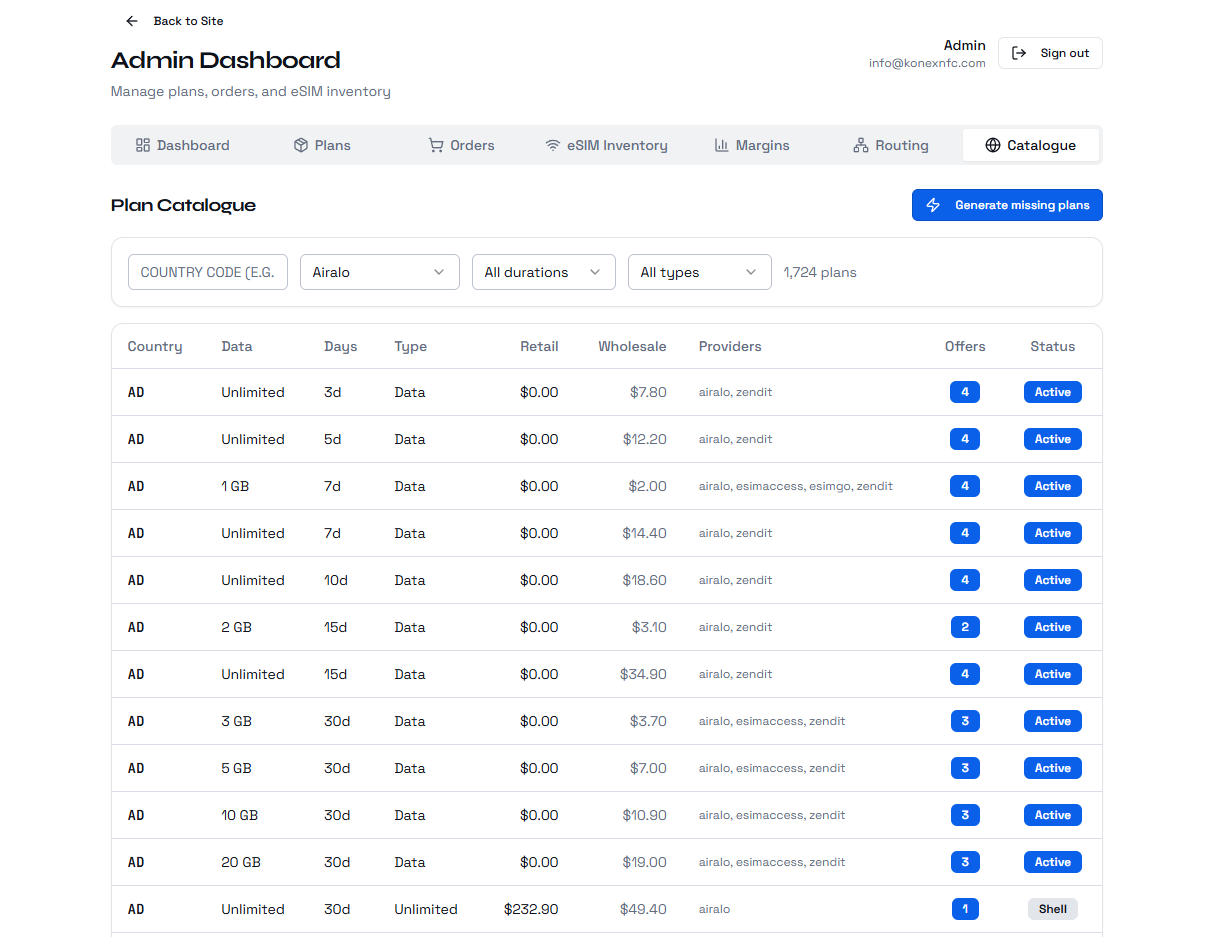 Back to Site
Admin Dashboard
Manage plans, orders, and eSIM inventory
Admin
info@konexnfc.com
Sign out
Dashboard Plans Orders eSIM Inventory Margins Routing Catalogue
Plan Catalogue
Generate missing plans
COUNTRY CODE (E.G. Airalo All durations All types 1,724 plans
Country Data Days Type Retail Wholesale Providers Offers Status
AD Unlimited 3d Data $0.00 $7.80 airalo, zendit 4 Active
AD Unlimited 5d Data $0.00 $12.20 airalo, zendit 4 Active
AD 1 GB 7d Data $0.00 $2.00 airalo, esimaccess, esimgo, zendit 4 Active
AD Unlimited 7d Data $0.00 $14.40 airalo, zendit 4 Active
AD Unlimited 10d Data $0.00 $18.60 airalo, zendit 4 Active
AD 2 GB 15d Data $0.00 $3.10 airalo, zendit 2 Active
AD Unlimited 15d Data $0.00 $34.90 airalo, zendit 4 Active
AD 3 GB 30d Data $0.00 $3.70 airalo, esimaccess, zendit 3 Active
AD 5 GB 30d Data $0.00 $7.00 airalo, esimaccess, zendit 3 Active
AD 10 GB 30d Data $0.00 $10.90 airalo, esimaccess, zendit 3 Active
AD 20 GB 30d Data $0.00 $19.00 airalo, esimaccess, zendit 3 Active
AD Unlimited 30d Unlimited $232.90 $49.40 airalo 1 Shell